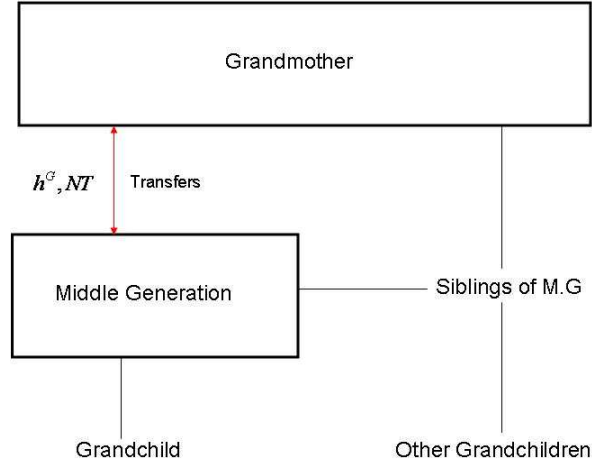 Grandmother
h^G, NT Transfers
Middle Generation
Siblings of M.G
Grandchild
Other Grandchildren